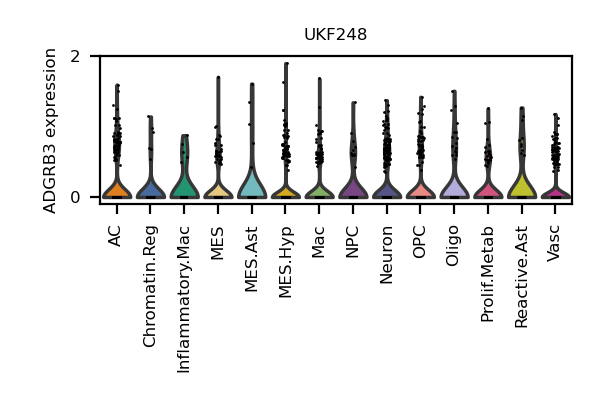 UKF248
ADGRB3 expression
2
0
AC
Chromatin.Reg
Inflammatory.Mac
MES
MES.Ast
MES.Hyp
Mac
NPC
Neuron
OPC
Oligo
Prolif.Metab
Reactive.Ast
Vasc